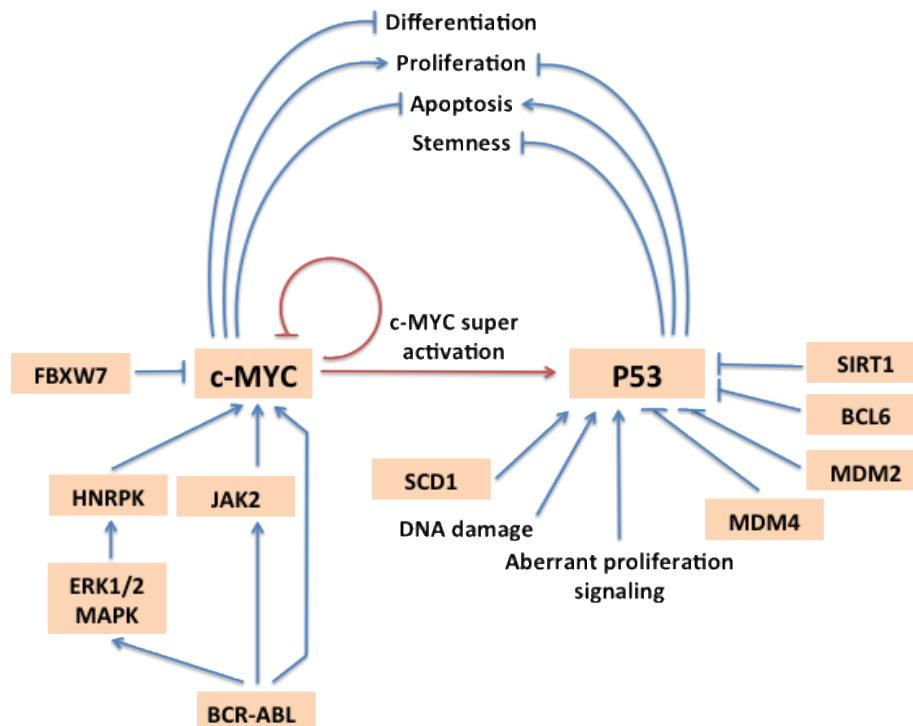 Differentiation
Proliferation
Apoptosis
Stemness
c-MYC super
activation
FBXW7
c-MYC
P53
SIRT1
BCL6
MDM2
MDM4
HNRPK
JAK2
SCD1
DNA damage
Aberrant proliferation
signaling
ERK1/2
MAPK
BCR-ABL